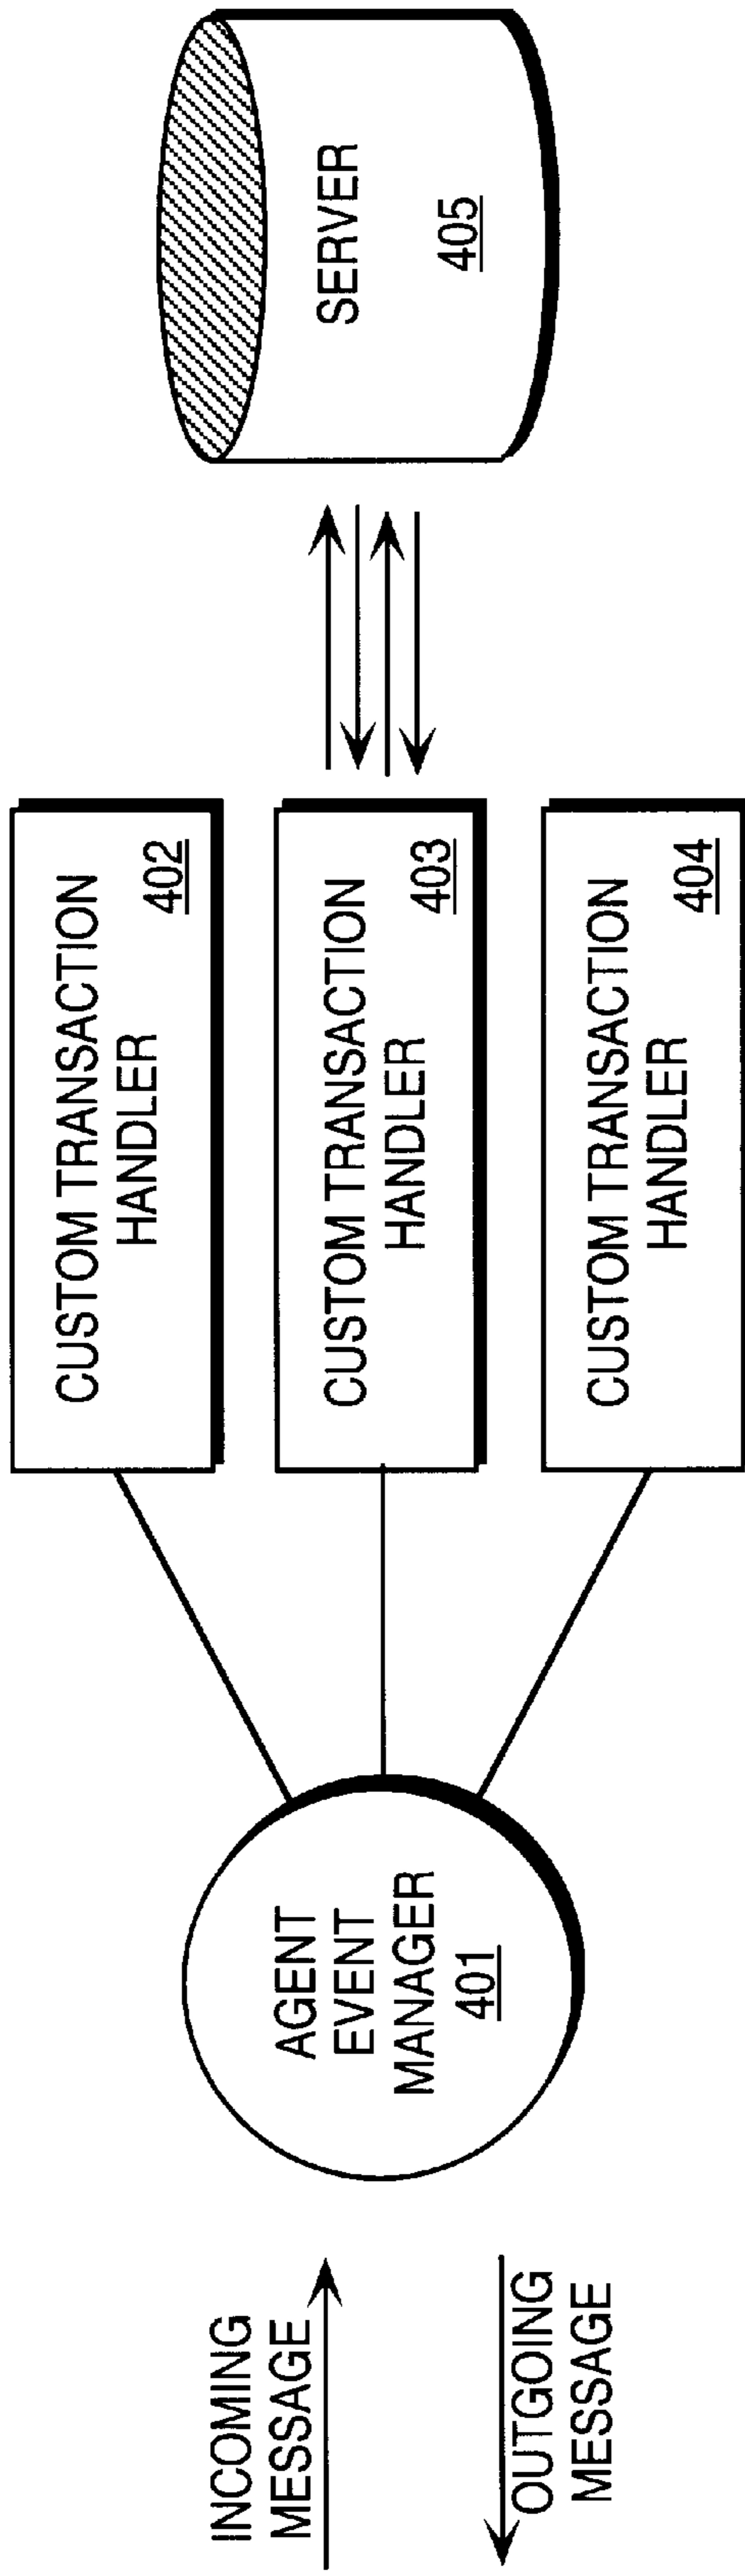 INCOMING
MESSAGE
OUTGOING
MESSAGE
AGENT
EVENT
MANAGER
401
CUSTOM TRANSACTION
HANDLER
402
CUSTOM TRANSACTION
HANDLER
403
CUSTOM TRANSACTION
HANDLER
404
SERVER
405